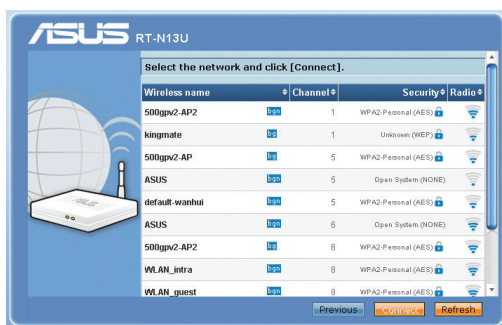 ASUS RT-N13U
Select the network and click [Connect].
Wireless name Channel Security Radio
500gpv2-AP2 bgn 1 WPA2-Personal (AES)
kingmate bg 1 Unknown (WEP)
500gpv2-AP bg 5 WPA2-Personal (AES)
ASUS bgn 5 Open System (NONE)
default-wanhui bgn 5 WPA2-Personal (AES)
ASUS bgn 6 Open System (NONE)
500gpv2-AP2 bg 6 WPA2-Personal (AES)
WLAN_intra bgn 8 WPA2-Personal (AES)
WLAN_guest bgn 8 WPA2-Personal (AES)
Previous Connect Refresh